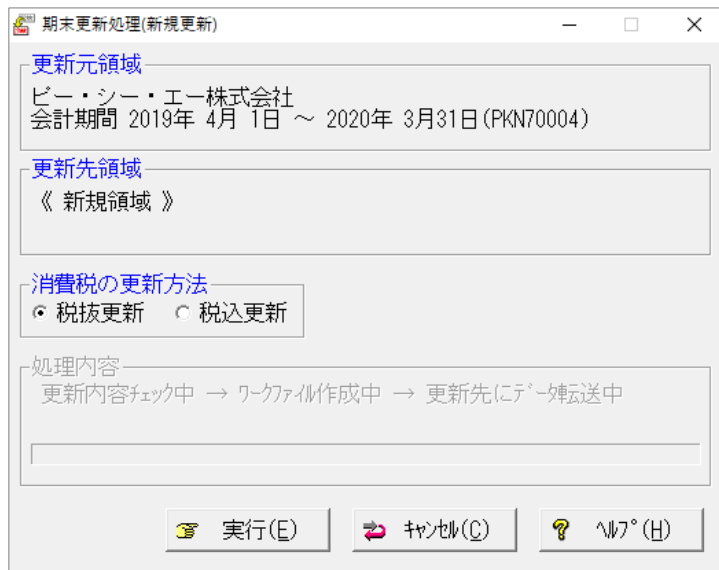 期末更新処理(新規更新)
更新元領域
ビー・シー・エー株式会社
会計期間 2019年 4月 1日 ～ 2020年 3月31日(PKN70004)
更新先領域
《 新規領域 》
消費税の更新方法
税抜更新 税込更新
処理内容
更新内容ﾁｪｯｸ中 → ﾜｰｸﾌｧｲﾙ作成中 → 更新先にﾃﾞｰﾀ転送中
実行(E) ｷｬﾝｾﾙ(C) ﾍﾙﾌﾟ(H)